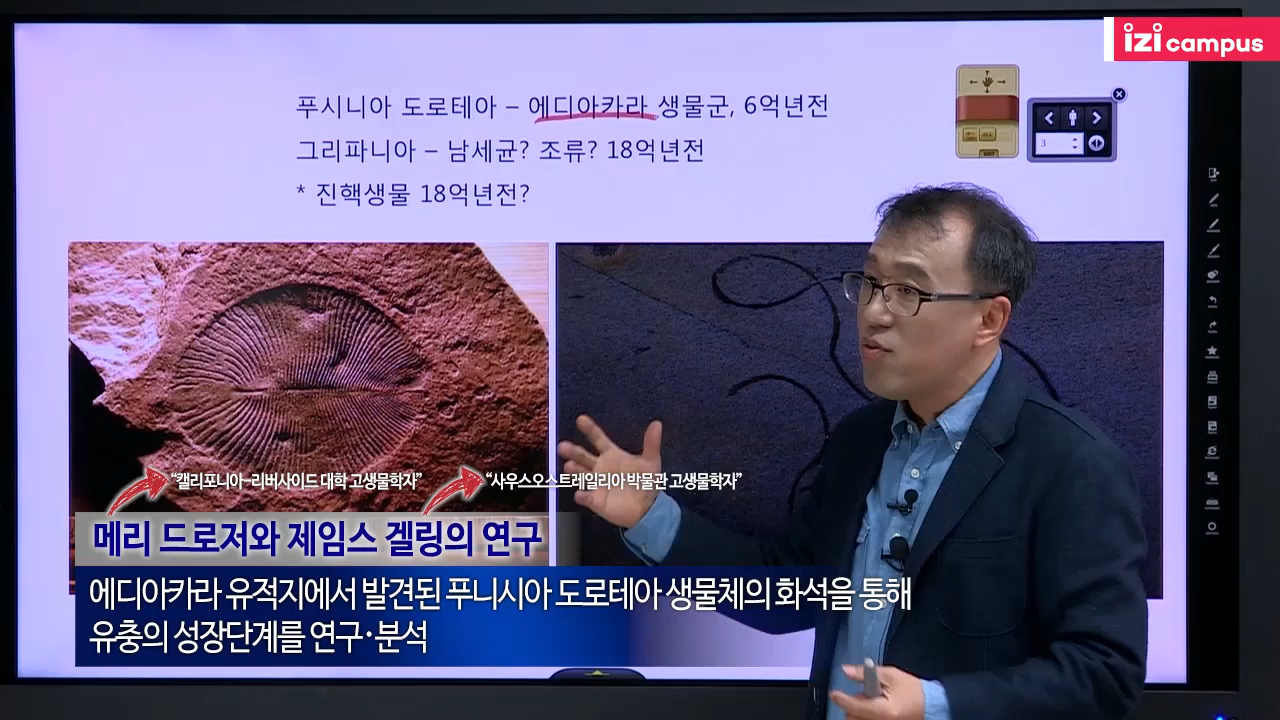 izi campus
푸시니아 도로테아 – 에디아카라 생물군, 6억년전
그리파니아 – 남세균? 조류? 18억년전
* 진핵생물 18억년전?
3
“캘리포니아-리버사이드 대학 고생물학자”
“사우스오스트레일리아 박물관 고생물학자”
메리 드로저와 제임스 겔링의 연구
에디아카라 유적지에서 발견된 푸니시아 도로테아 생물체의 화석을 통해
유충의 성장단계를 연구·분석